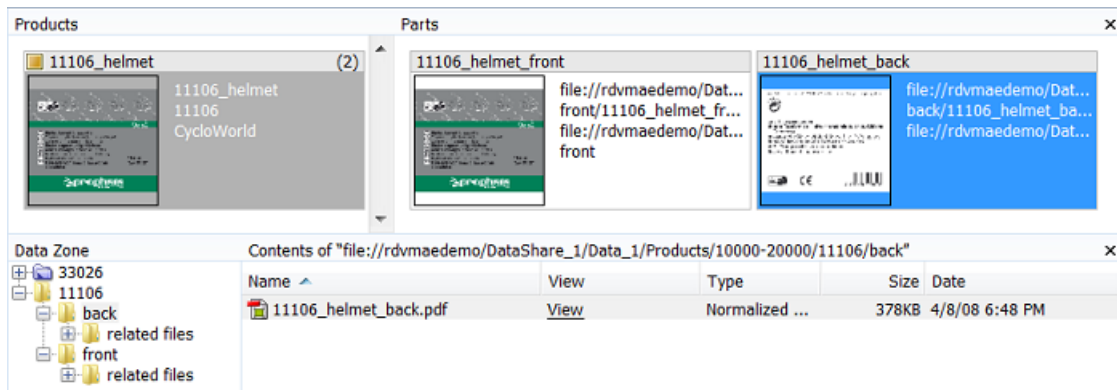 Products
Parts
11106_helmet (2)
11106_helmet
11106
CycloWorld
11106_helmet_front
file://rdvmaedemo/Dat...
front/11106_helmet_fr...
file://rdvmaedemo/Dat...
front
11106_helmet_back
file://rdvmaedemo/Dat...
back/11106_helmet_ba...
file://rdvmaedemo/Dat...
Data Zone
33026
11106
back
related files
front
related files
Contents of "file://rdvmaedemo/DataShare_1/Data_1/Products/10000-20000/11106/back"
Name View Type Size Date
11106_helmet_back.pdf View Normalized ... 378KB 4/8/08 6:48 PM